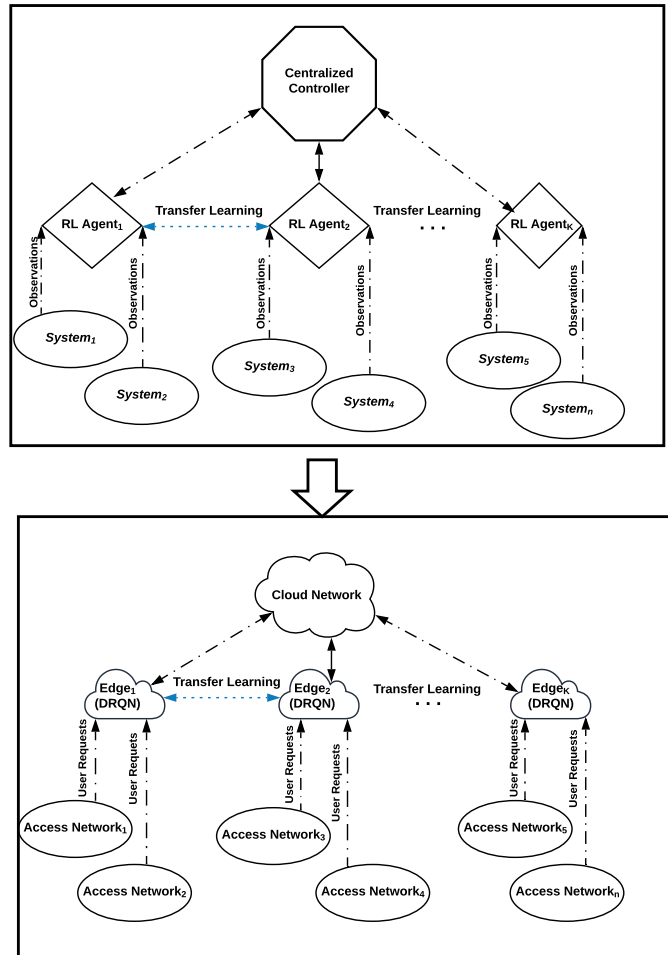 Centralized
Controller
Transfer Learning
Transfer Learning
RL Agent1
RL Agent2
. . .
RL AgentK
Observations
Observations
Observations
Observations
Observations
Observations
System1
System2
System3
System4
System5
Systemn
Cloud Network
Transfer Learning
Transfer Learning
Edge1
(DRQN)
Edge2
(DRQN)
. . .
EdgeK
(DRQN)
User Requests
User Requets
User Requests
User Requests
User Requests
User Requests
Access Network1
Access Network2
Access Network3
Access Network4
Access Network5
Access Networkn